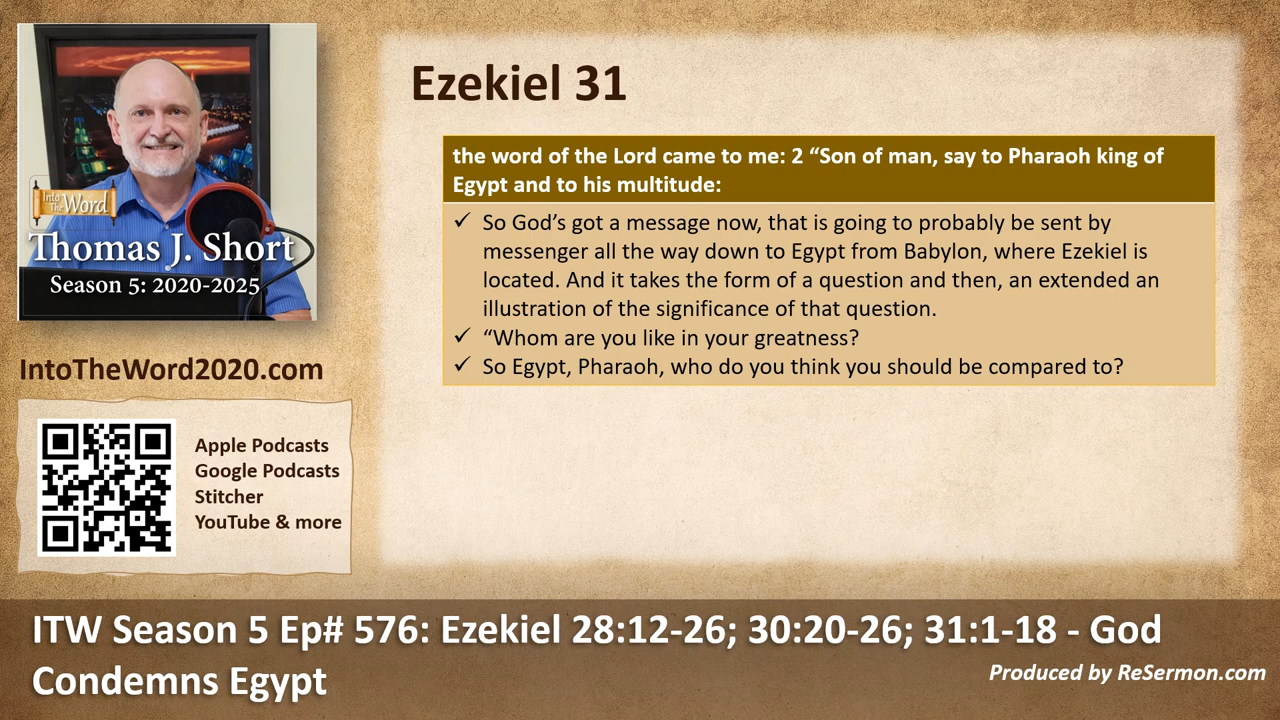 Into
The Word
Thomas J. Short
Season 5: 2020-2025
IntoTheWord2020.com
Apple Podcasts
Google Podcasts
Stitcher
YouTube & more
Ezekiel 31
the word of the Lord came to me: 2 “Son of man, say to Pharaoh king of
Egypt and to his multitude:
✓ So God’s got a message now, that is going to probably be sent by
messenger all the way down to Egypt from Babylon, where Ezekiel is
located. And it takes the form of a question and then, an extended an
illustration of the significance of that question.
✓ “Whom are you like in your greatness?
✓ So Egypt, Pharaoh, who do you think you should be compared to?
ITW Season 5 Ep# 576: Ezekiel 28:12-26; 30:20-26; 31:1-18 - God
Condemns Egypt
Produced by ReSermon.com